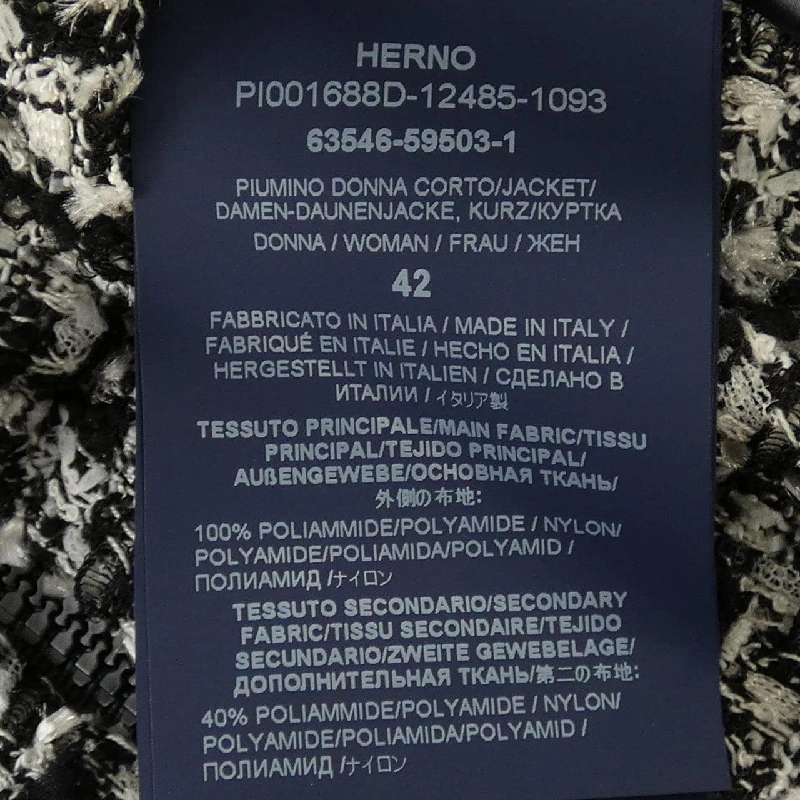 HERNO
PI001688D-12485-1093
63546-59503-1
PIUMINO DONNA CORTO/JACKET/
DAMEN-DAUNENJACKE, KURZ/КУРТКА
DONNA / WOMAN / FRAU / ЖЕН
42
FABBRICATO IN ITALIA / MADE IN ITALY /
FABRIQUÉ EN ITALIE / HECHO EN ITALIA /
HERGESTELLT IN ITALIEN / СДЕЛАНО В
ИТАЛИИ / イタリア製
TESSUTO PRINCIPALE/MAIN FABRIC/TISSU
PRINCIPAL/TEJIDO PRINCIPAL/
AUßENGEWEBE/ОСНОВНАЯ ТКАНЬ/
外側の布地:
100% POLIAMMIDE/POLYAMIDE / NYLON/
POLYAMIDE/POLIAMIDA/POLYAMID /
ПОЛИАМИД /ナイロン
TESSUTO SECONDARIO/SECONDARY
FABRIC/TISSU SECONDAIRE/TEJIDO
SECUNDARIO/ZWEITE GEWEBELAGE/
ДОПОЛНИТЕЛЬНАЯ ТКАНЬ/第二の布地:
40% POLIAMMIDE/POLYAMIDE / NYLON/
POLYAMIDE/POLIAMIDA/POLYAMID /
ПОЛИАМИД /ナイロン